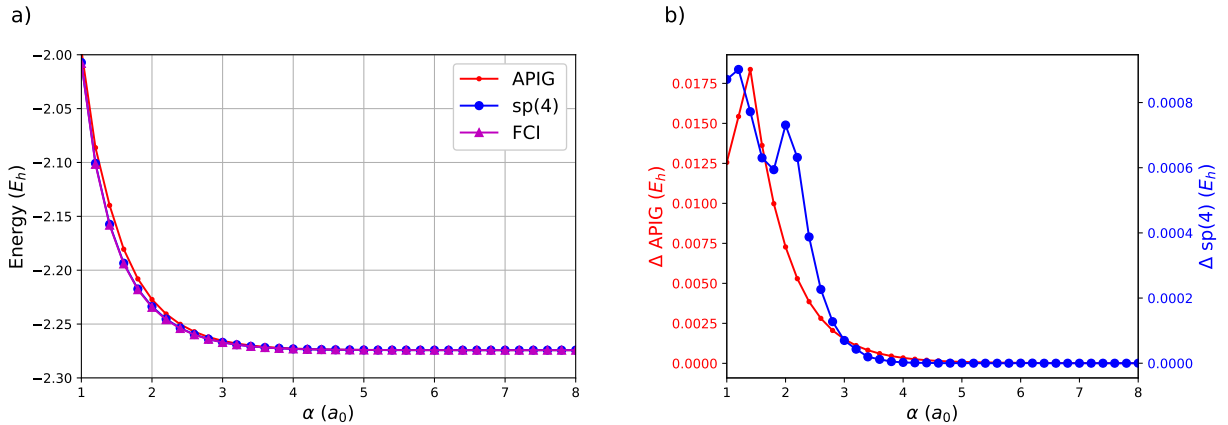 a)
Energy (E_h)
−2.00
−2.05
−2.10
−2.15
−2.20
−2.25
−2.30
1 2 3 4 5 6 7 8
α (a_0)
APIG
sp(4)
FCI
b)
Δ APIG (E_h)
0.0175
0.0150
0.0125
0.0100
0.0075
0.0050
0.0025
0.0000
1 2 3 4 5 6 7 8
α (a_0)
0.0008
0.0006
0.0004
0.0002
0.0000
Δ sp(4) (E_h)